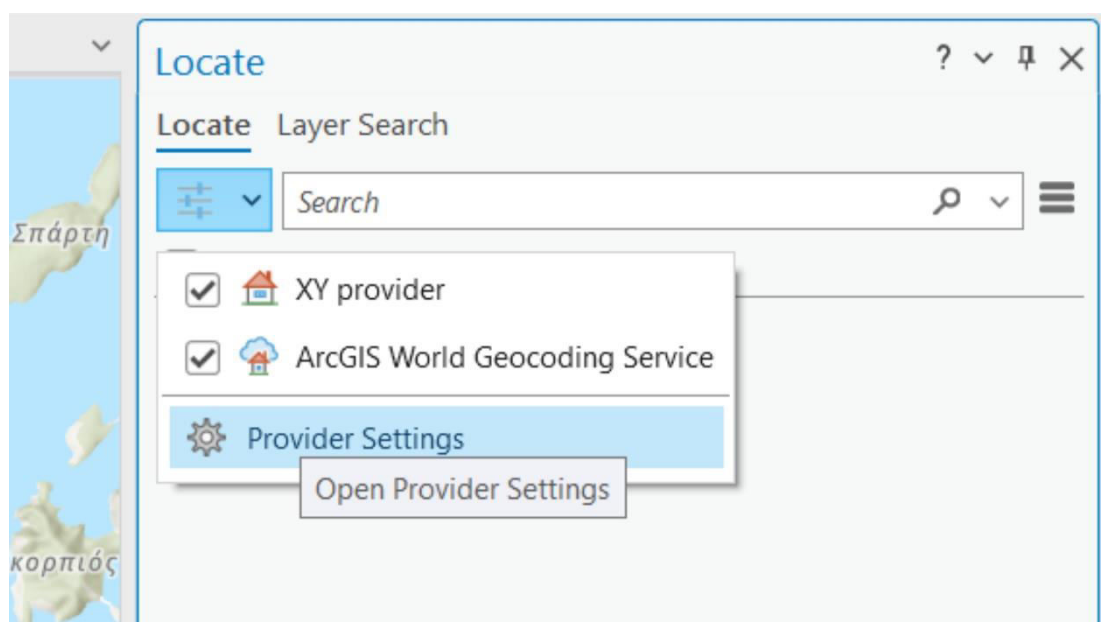 Locate
?
Locate Layer Search
Search
XY provider
ArcGIS World Geocoding Service
Provider Settings
Open Provider Settings
Σπάρτη
κορπιός